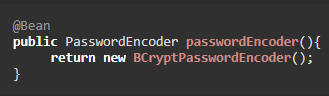 @Bean
public PasswordEncoder passwordEncoder(){
    return new BCryptPasswordEncoder();
}